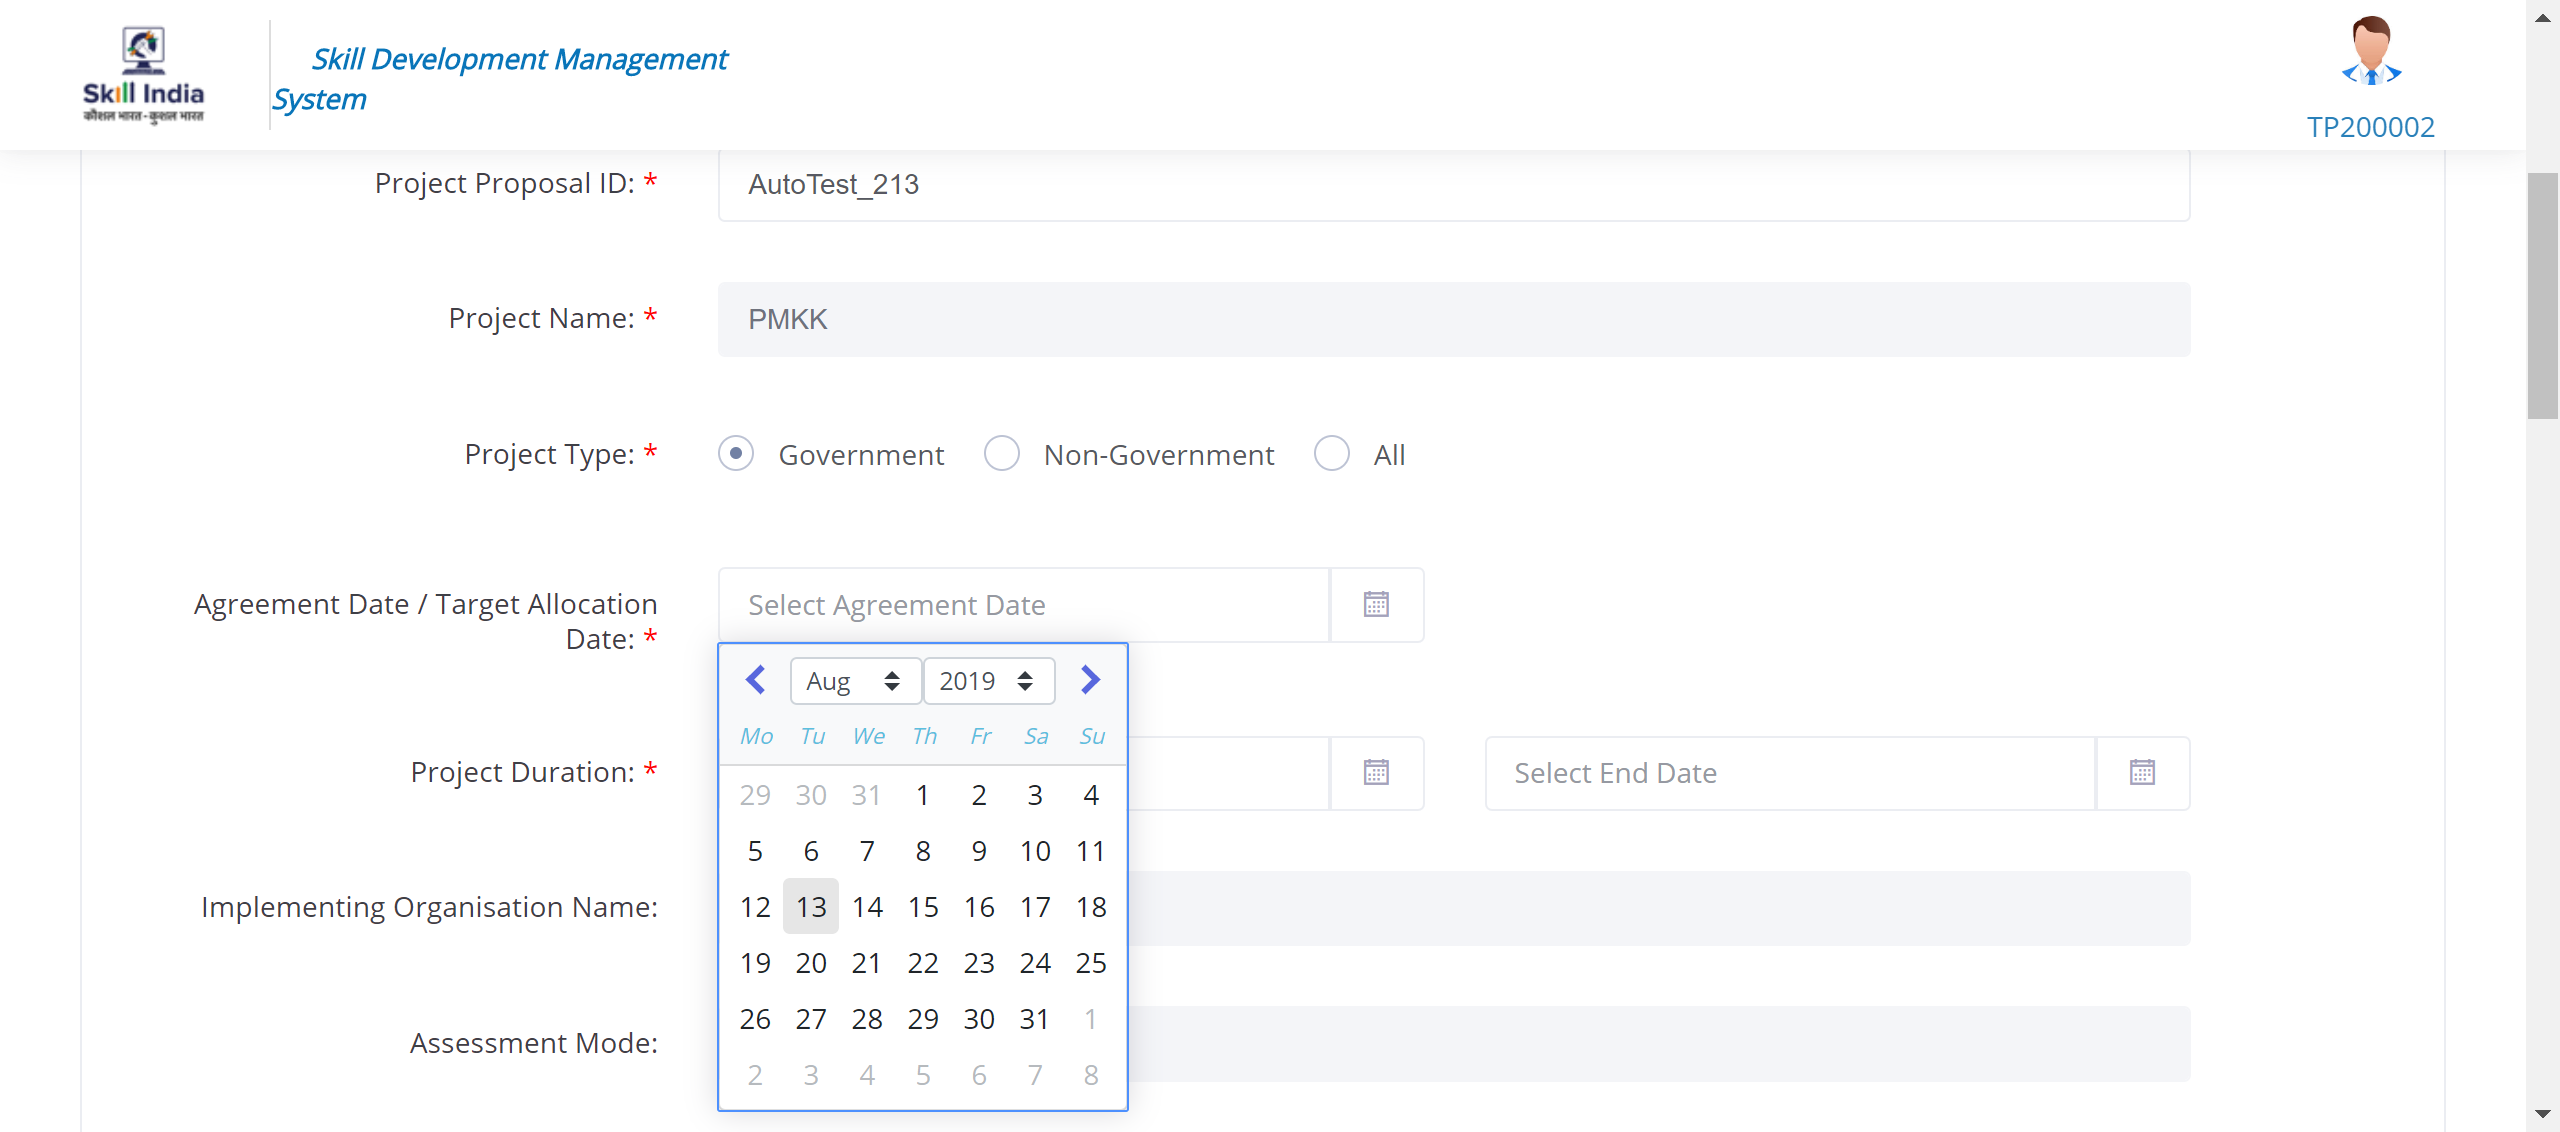 Skill India
कौशल भारत - कुशल भारत
Skill Development Management
System
TP200002
Project Proposal ID: *
AutoTest_213
Project Name: *
PMKK
Project Type: *
Government
Non-Government
All
Agreement Date / Target Allocation
Date: *
Select Agreement Date
Aug
2019
Mo Tu We Th Fr Sa Su
29 30 31 1 2 3 4
5 6 7 8 9 10 11
12 13 14 15 16 17 18
19 20 21 22 23 24 25
26 27 28 29 30 31 1
2 3 4 5 6 7 8
Project Duration: *
Select End Date
Implementing Organisation Name:
Assessment Mode: